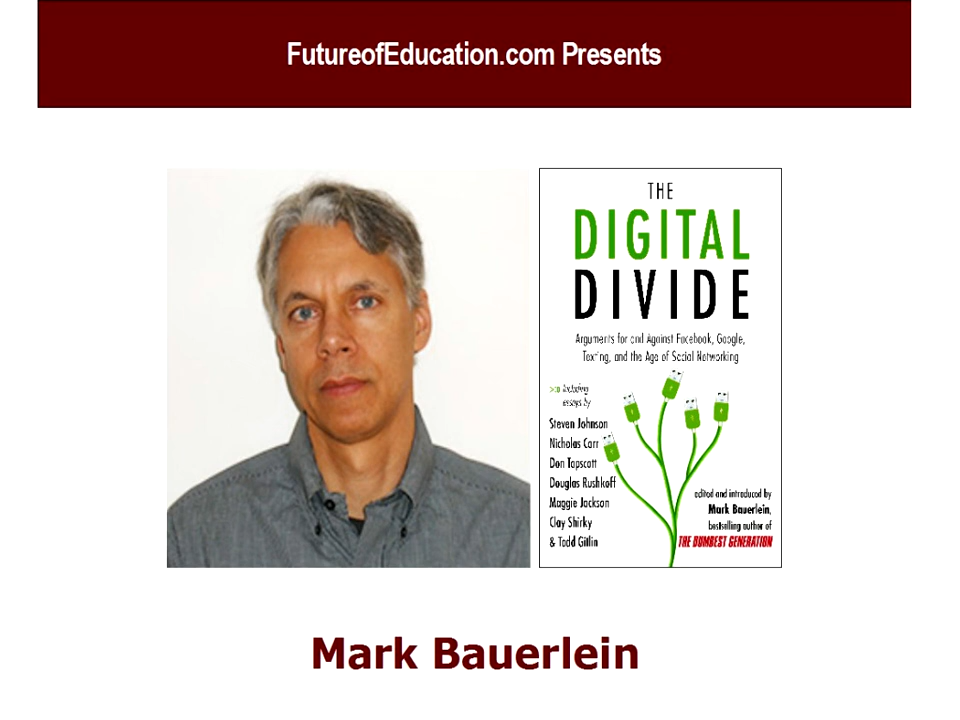 FutureofEducation.com Presents
THE
DIGITAL
DIVIDE
Arguments for and Against Facebook, Google,
Texting, and the Age of Social Networking
>>> Including
essays by
Steven Johnson
Nicholas Carr
Don Tapscott
Douglas Rushkoff
Maggie Jackson
Clay Shirky
& Todd Gitlin
edited and introduced by
Mark Bauerlein,
bestselling author of
THE DUMBEST GENERATION
Mark Bauerlein